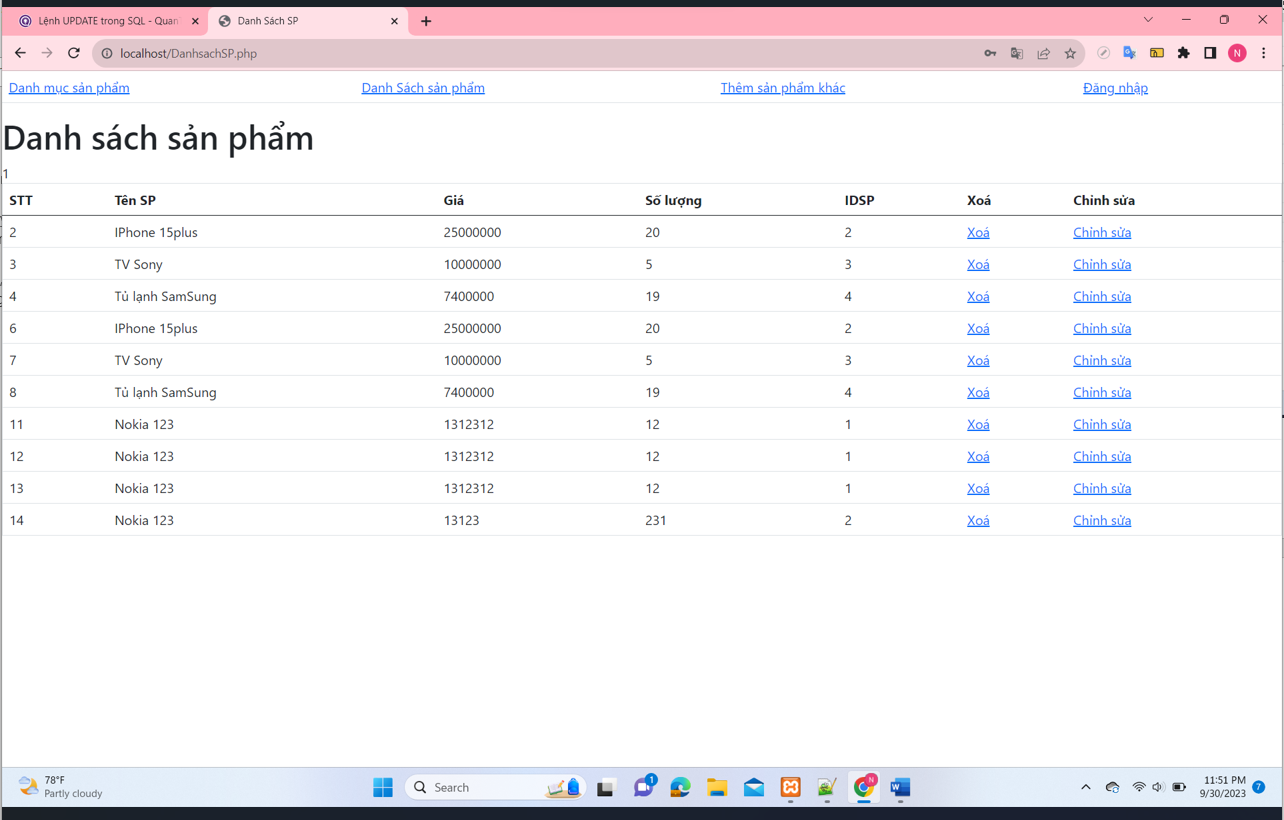 Lệnh UPDATE trong SQL - Quan
Danh Sách SP
localhost/DanhsachSP.php
N
Danh mục sản phẩm Danh Sách sản phẩm Thêm sản phẩm khác Đăng nhập
Danh sách sản phẩm
1
STT Tên SP Giá Số lượng IDSP Xoá Chỉnh sửa
2 IPhone 15plus 25000000 20 2 Xoá Chỉnh sửa
3 TV Sony 10000000 5 3 Xoá Chỉnh sửa
4 Tủ lạnh SamSung 7400000 19 4 Xoá Chỉnh sửa
6 IPhone 15plus 25000000 20 2 Xoá Chỉnh sửa
7 TV Sony 10000000 5 3 Xoá Chỉnh sửa
8 Tủ lạnh SamSung 7400000 19 4 Xoá Chỉnh sửa
11 Nokia 123 1312312 12 1 Xoá Chỉnh sửa
12 Nokia 123 1312312 12 1 Xoá Chỉnh sửa
13 Nokia 123 1312312 12 1 Xoá Chỉnh sửa
14 Nokia 123 13123 231 2 Xoá Chỉnh sửa
78°F
Partly cloudy
Search
1
N
W
11:51 PM
9/30/2023
7